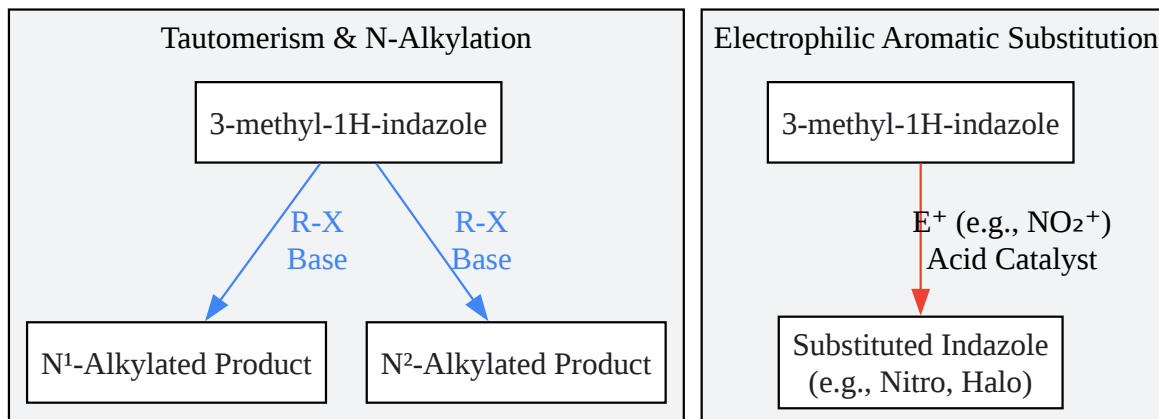 Tautomerism & N-Alkylation
3-methyl-1H-indazole
R-X
Base
R-X
Base
N¹-Alkylated Product
N²-Alkylated Product
Electrophilic Aromatic Substitution
3-methyl-1H-indazole
E⁺ (e.g., NO₂⁺)
Acid Catalyst
Substituted Indazole
(e.g., Nitro, Halo)